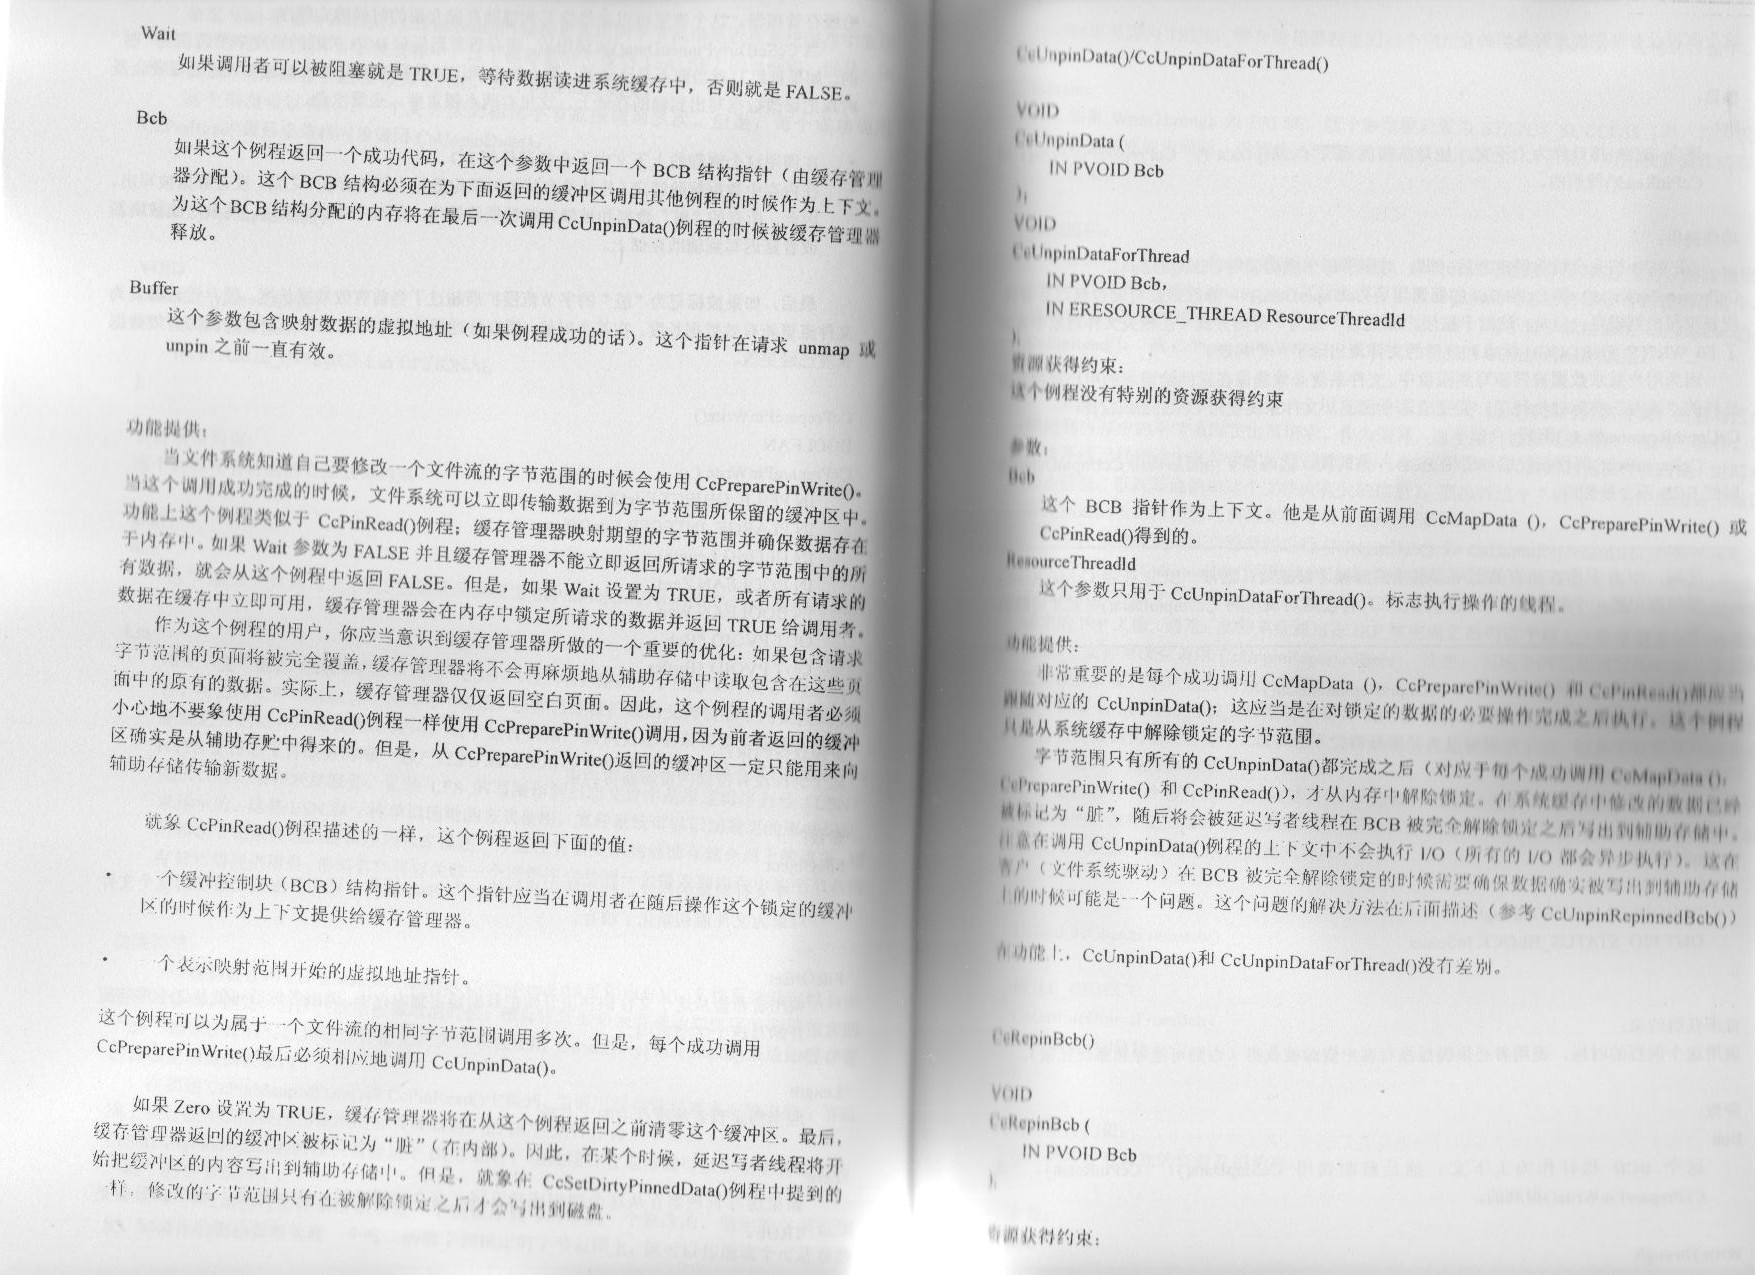 Wait
如果调用者可以被阻塞就是 TRUE，等待数据读进系统缓存中，否则就是 FALSE。
Bcb
如果这个例程返回一个成功代码，在这个参数中返回一个 BCB 结构指针（由缓存管理
器分配）。这个 BCB 结构必须在为下面返回的缓冲区调用其他例程的时候作为上下文。
为这个 BCB 结构分配的内存将在最后一次调用 CcUnpinData()例程的时候被缓存管理器
释放。
Buffer
这个参数包含映射数据的虚拟地址（如果例程成功的话）。这个指针在请求 unmap 或
unpin 之前一直有效。
功能提供：
当文件系统知道自己要修改一个文件流的字节范围的时候会使用 CcPreparePinWrite()。
当这个调用成功完成的时候，文件系统可以立即传输数据到为字节范围所保留的缓冲区中。
功能上这个例程类似于 CcPinRead()例程；缓存管理器映射期望的字节范围并确保数据存在
于内存中。如果 Wait 参数为 FALSE 并且缓存管理器不能立即返回所请求的字节范围中的所
有数据，就会从这个例程中返回 FALSE。但是，如果 Wait 设置为 TRUE，或者所有请求的
数据在缓存中立即可用，缓存管理器会在内存中锁定所请求的数据并返回 TRUE 给调用者。
作为这个例程的用户，你应当意识到缓存管理器所做的一个重要的优化：如果包含请求
字节范围的页面将被完全覆盖，缓存管理器将不会再麻烦地从辅助存储中读取包含在这些页
面中的原有的数据。实际上，缓存管理器仅仅返回空白页面。因此，这个例程的调用者必须
小心地不要象使用 CcPinRead()例程一样使用 CcPreparePinWrite()调用，因为前者返回的缓冲
区确实是从辅助存贮中得来的。但是，从 CcPreparePinWrite()返回的缓冲区一定只能用来向
辅助存储传输新数据。
就象 CcPinRead()例程描述的一样，这个例程返回下面的值：
• 一个缓冲控制块（BCB）结构指针。这个指针应当在调用者在随后操作这个锁定的缓冲
区的时候作为上下文提供给缓存管理器。
• 一个表示映射范围开始的虚拟地址指针。
这个例程可以为属于一个文件流的相同字节范围调用多次。但是，每个成功调用
CcPreparePinWrite()最后必须相应地调用 CcUnpinData()。
如果 Zero 设置为 TRUE，缓存管理器将在从这个例程返回之前清零这个缓冲区。最后，
缓存管理器返回的缓冲区被标记为“脏”（在内部）。因此，在某个时候，延迟写者线程将开
始把缓冲区的内容写出到辅助存储中。但是，就象在 CcSetDirtyPinnedData()例程中提到的
一样，修改的字节范围只有在被解除锁定之后才会写出到磁盘。
CcUnpinData()/CcUnpinDataForThread()
VOID
CcUnpinData (
IN PVOID Bcb
);
VOID
CcUnpinDataForThread
IN PVOID Bcb,
IN ERESOURCE_THREAD ResourceThreadId
);
资源获得约束：
这个例程没有特别的资源获得约束
参数：
Bcb
这个 BCB 指针作为上下文。他是从前面调用 CcMapData ()，CcPreparePinWrite() 或
CcPinRead()得到的。
ResourceThreadId
这个参数只用于 CcUnpinDataForThread()。标志执行操作的线程。
功能提供：
非常重要的是每个成功调用 CcMapData ()，CcPreparePinWrite() 和 CcPinRead()都应当
跟随对应的 CcUnpinData()；这应当是在对锁定的数据的必要操作完成之后执行。这个例程
只是从系统缓存中解除锁定的字节范围。
字节范围只有所有的 CcUnpinData()都完成之后（对应于每个成功调用 CcMapData ()，
CcPreparePinWrite() 和 CcPinRead()），才从内存中解除锁定。在系统缓存中修改的数据已经
被标记为“脏”，随后将会被延迟写者线程在 BCB 被完全解除锁定之后写出到辅助存储中。
注意在调用 CcUnpinData()例程的上下文中不会执行 I/O（所有的 I/O 都会异步执行）。这在
客户（文件系统驱动）在 BCB 被完全解除锁定的时候需要确保数据确实被写出到辅助存储
上的时候可能是一个问题。这个问题的解决方法在后面描述（参考 CcUnpinRepinnedBcb()）
在功能上，CcUnpinData()和 CcUnpinDataForThread()没有差别。
CcRepinBcb()
VOID
CcRepinBcb (
IN PVOID Bcb
);
资源获得约束：